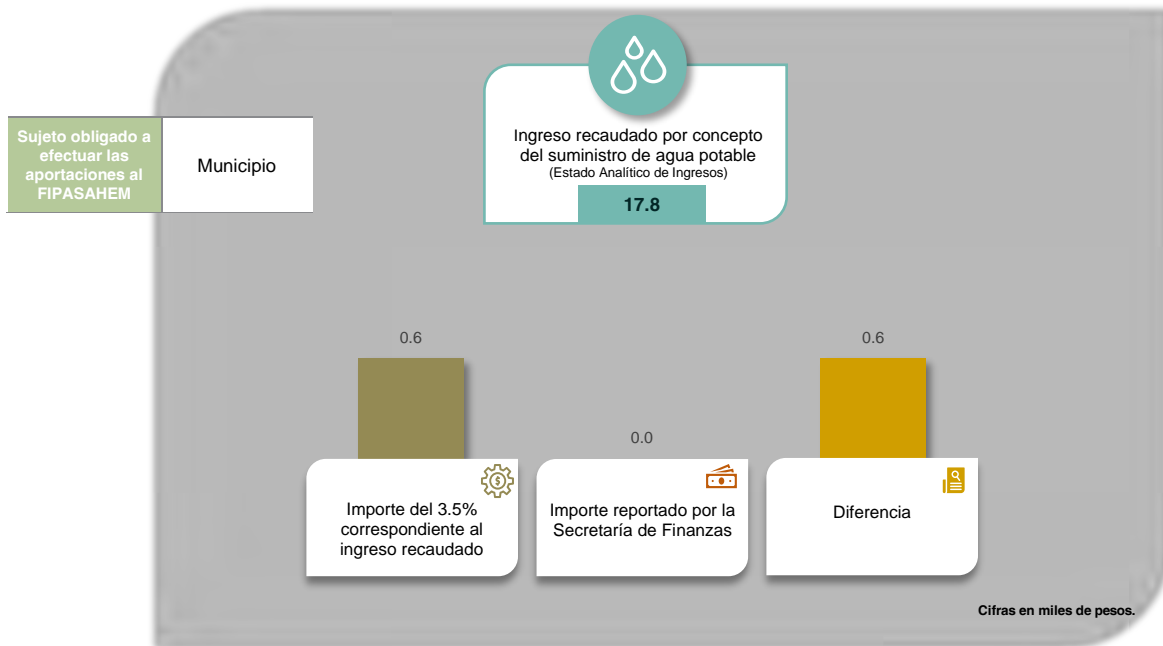 Sujeto obligado a
efectuar las
aportaciones al
FIPASAHEM
Municipio
Ingreso recaudado por concepto
del suministro de agua potable
(Estado Analítico de Ingresos)
17.8
0.6
0.0
0.6
Importe del 3.5%
correspondiente al
ingreso recaudado
Importe reportado por la
Secretaría de Finanzas
Diferencia
Cifras en miles de pesos.